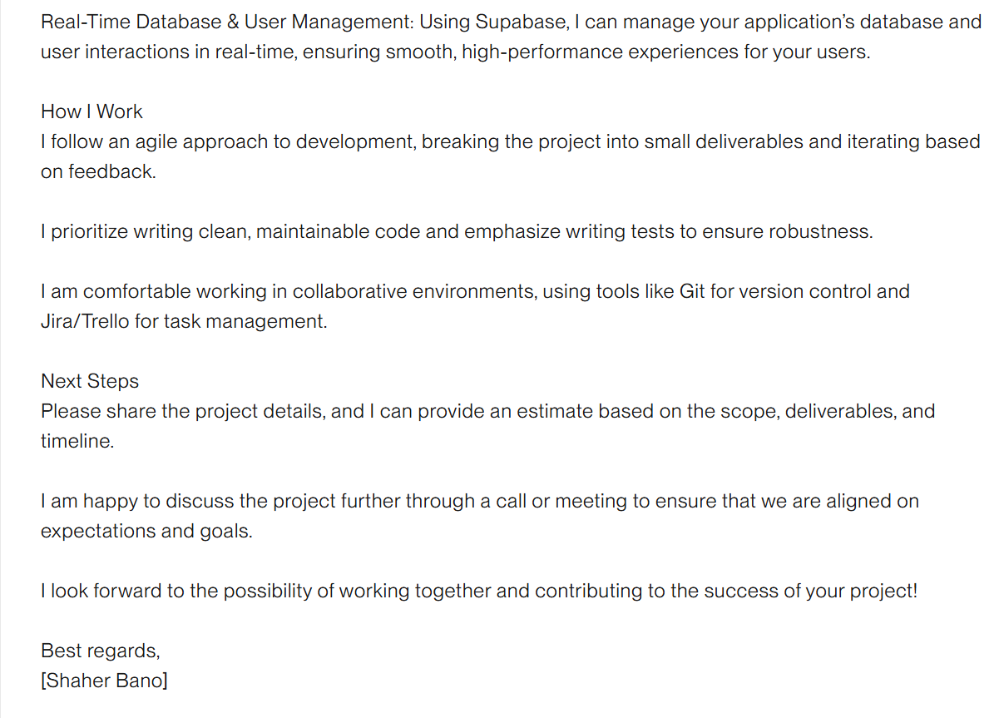 Real-Time Database & User Management: Using Supabase, I can manage your application’s database and
user interactions in real-time, ensuring smooth, high-performance experiences for your users.
How I Work
I follow an agile approach to development, breaking the project into small deliverables and iterating based
on feedback.
I prioritize writing clean, maintainable code and emphasize writing tests to ensure robustness.
I am comfortable working in collaborative environments, using tools like Git for version control and
Jira/Trello for task management.
Next Steps
Please share the project details, and I can provide an estimate based on the scope, deliverables, and
timeline.
I am happy to discuss the project further through a call or meeting to ensure that we are aligned on
expectations and goals.
I look forward to the possibility of working together and contributing to the success of your project!
Best regards,
[Shaher Bano]